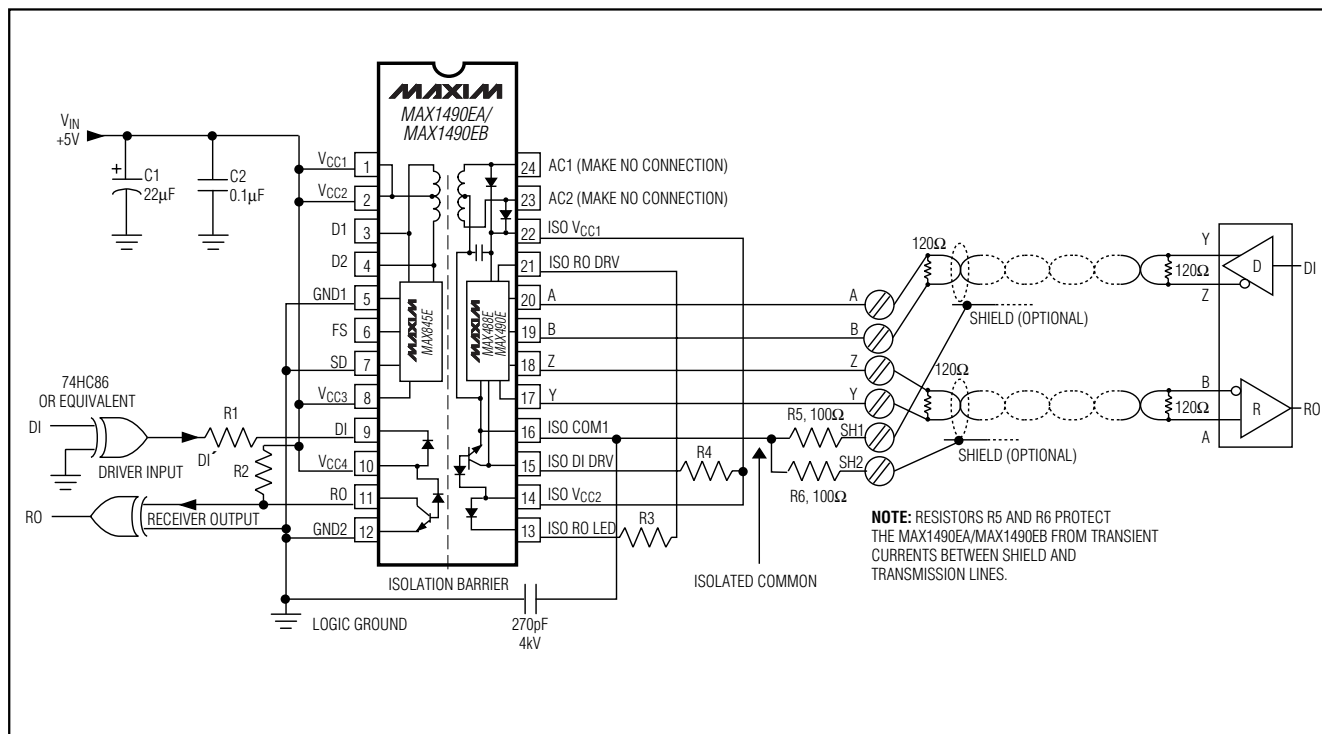 MAXIM
MAX1490EA/
MAX1490EB
VIN
+5V
+
C1
22µF
C2
0.1µF
VCC1
1
VCC2
2
D1
3
D2
4
GND1
5
FS
6
SD
7
VCC3
8
DI
9
VCC4
10
RO
11
GND2
12
MAXIM
MAX845E
MAXIM
MAX488E
MAX490E
24
AC1 (MAKE NO CONNECTION)
23
AC2 (MAKE NO CONNECTION)
22
ISO VCC1
21
ISO RO DRV
20
A
19
B
18
Z
17
Y
16
ISO COM1
15
ISO DI DRV
14
ISO VCC2
13
ISO RO LED
74HC86
OR EQUIVALENT
DI
DRIVER INPUT
R1
DI´
R2
RO
RECEIVER OUTPUT
ISOLATION BARRIER
LOGIC GROUND
270pF
4kV
R3
R4
ISOLATED COMMON
R5, 100Ω
SH1
SH2
R6, 100Ω
A
B
Z
Y
120Ω
SHIELD (OPTIONAL)
120Ω
Y
D
DI
Z
120Ω
SHIELD (OPTIONAL)
120Ω
B
R
RO
A
NOTE: RESISTORS R5 AND R6 PROTECT
THE MAX1490EA/MAX1490EB FROM TRANSIENT
CURRENTS BETWEEN SHIELD AND
TRANSMISSION LINES.